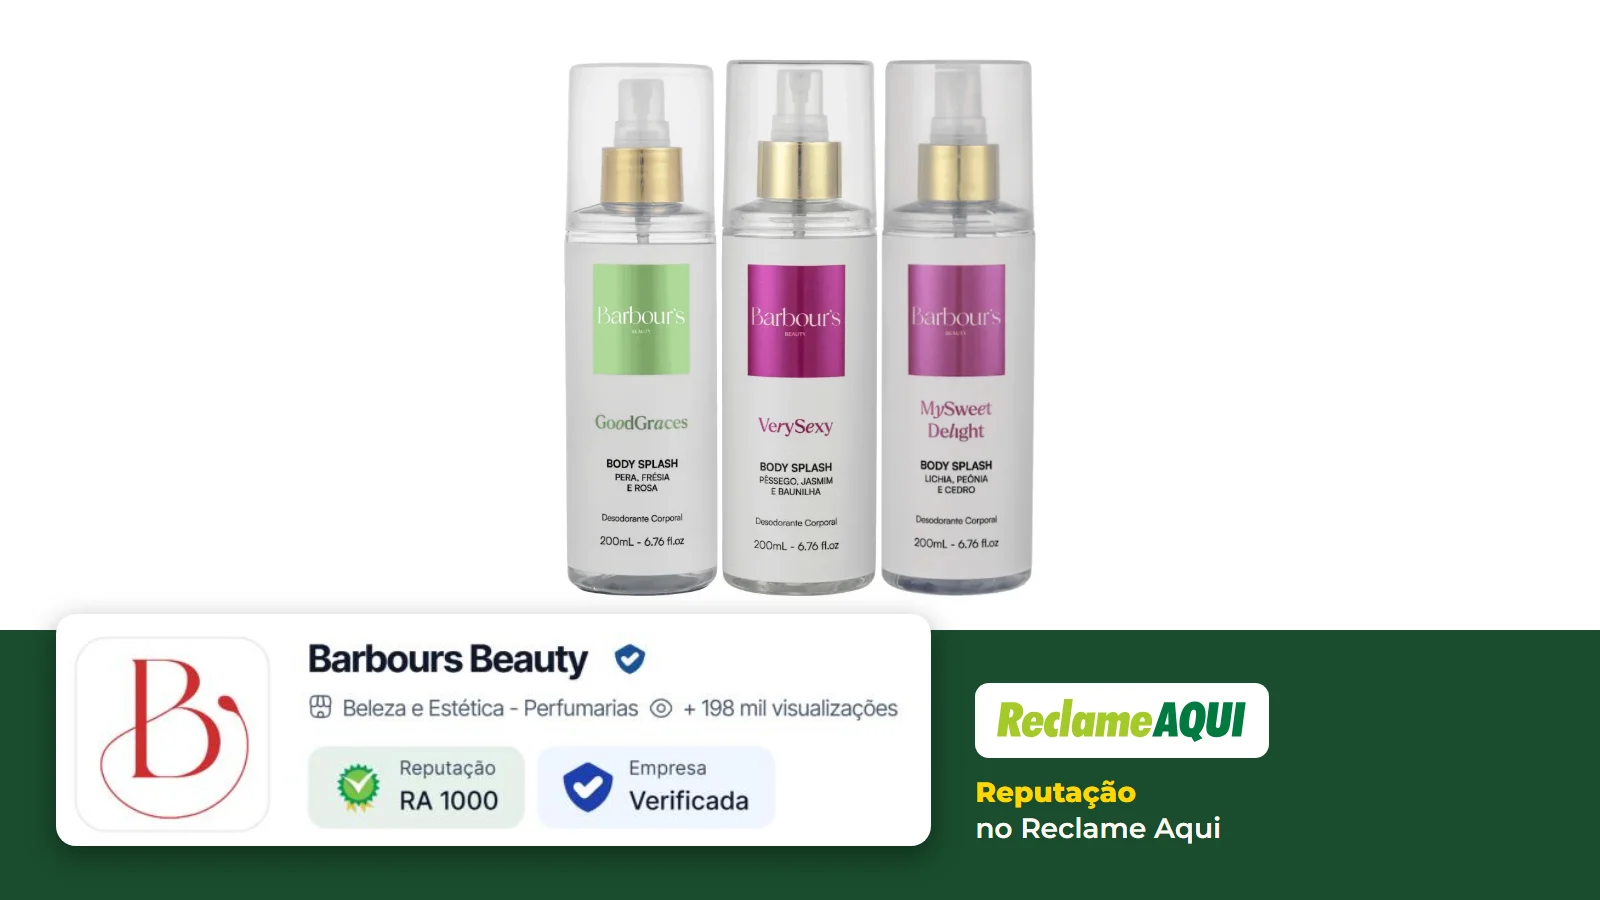 Barbour's
BEAUTY
GoodGraces
BODY SPLASH
PERA, FRÉSIA
E ROSA
Desodorante Corporal
200mL - 6.76 fl.oz
Barbour's
BEAUTY
VerySexy
BODY SPLASH
PÊSSEGO, JASMIM
E BAUNILHA
Desodorante Corporal
200mL - 6.76 fl.oz
Barbour's
BEAUTY
MySweet
Delight
BODY SPLASH
LICHIA, PEÔNIA
E CEDRO
Desodorante Corporal
200mL - 6.76 fl.oz
B
Barbours Beauty
Beleza e Estética - Perfumarias + 198 mil visualizações
Reputação
RA 1000
Empresa
Verificada
ReclameAQUI
Reputação
no Reclame Aqui